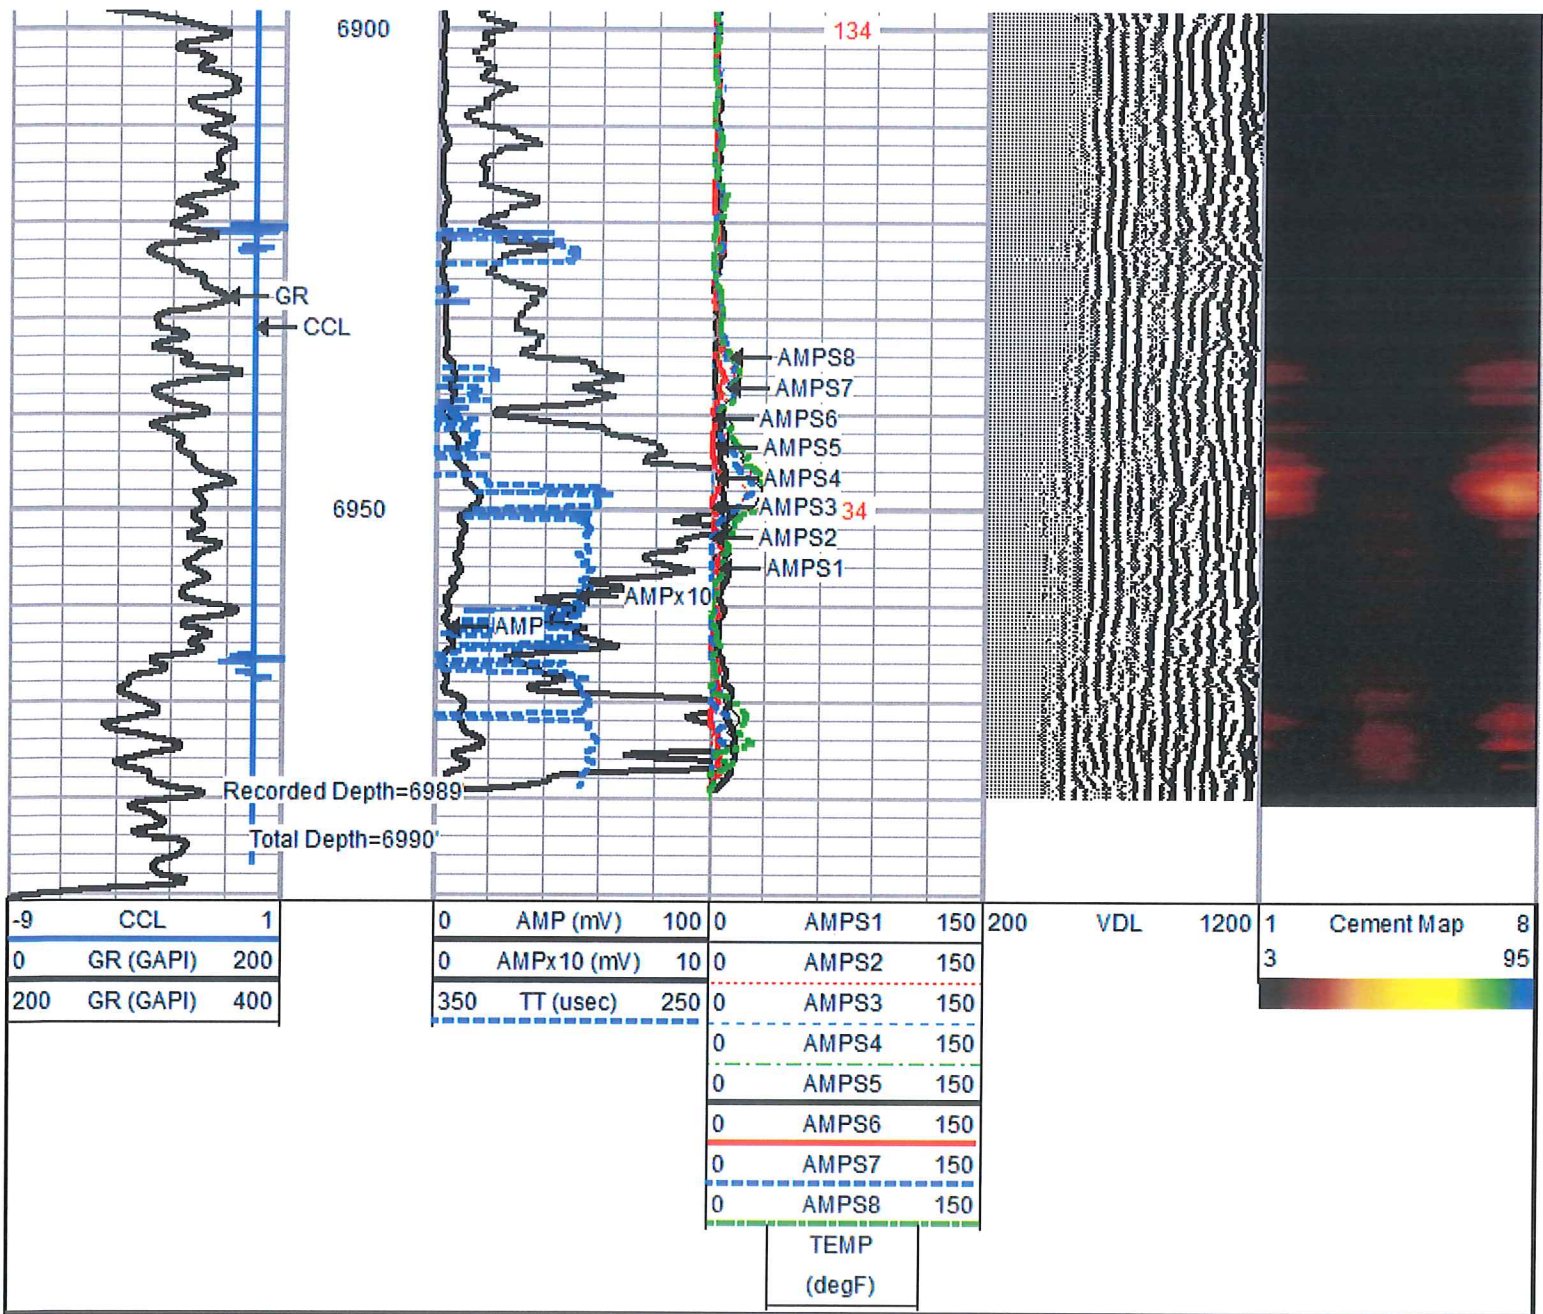 6900
134
GR
CCL
AMPS8
AMPS7
AMPS6
AMPS5
AMPS4
6950
AMPS3 34
AMPS2
AMPS1
AMPx10
AMP
Recorded Depth=6989'
Total Depth=6990'
-9 CCL 1
0 GR (GAPI) 200
200 GR (GAPI) 400
0 AMP (mV) 100
0 AMPx10 (mV) 10
350 TT (usec) 250
0 AMPS1 150
0 AMPS2 150
0 AMPS3 150
0 AMPS4 150
0 AMPS5 150
0 AMPS6 150
0 AMPS7 150
0 AMPS8 150
TEMP
(degF)
200 VDL 1200
1 Cement Map 8
3 95